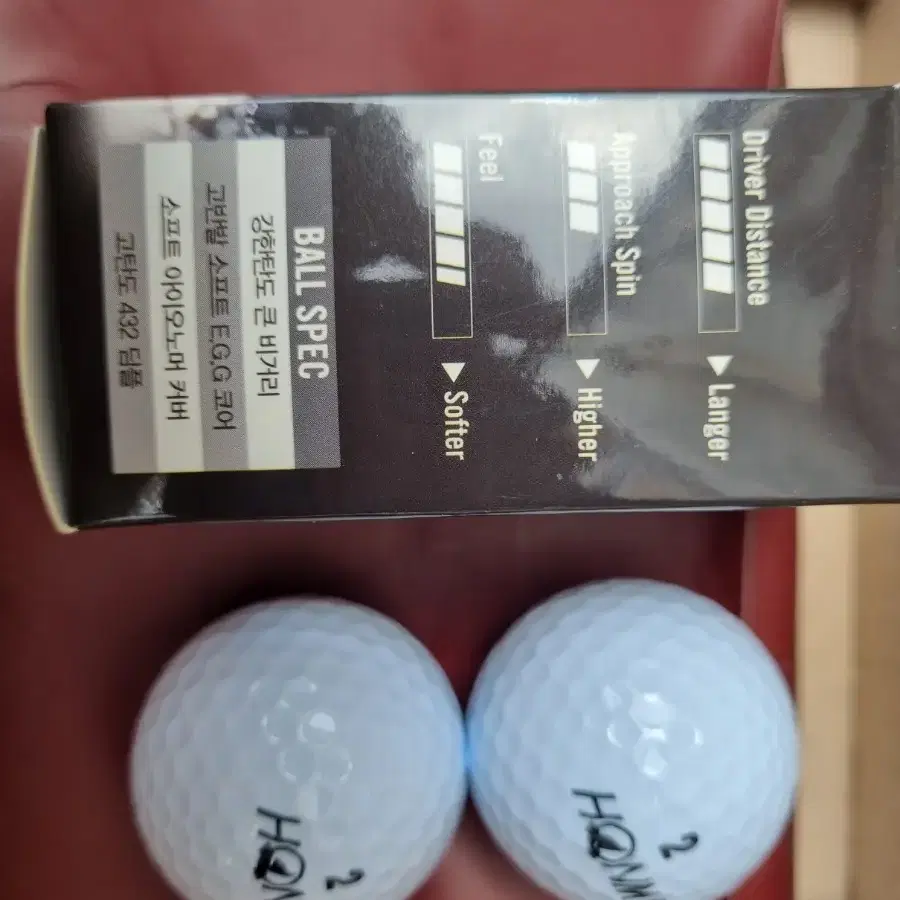 Driver Distance
▶ Langer
Approach Spin
▶ Higher
Feel
▶ Softer
BALL SPEC
강한탄도 큰 비거리
고반발 소프트 E.G.G 코어
소프트 아이오노머 커버
고탄도 432 딤플
2
HONMA
2